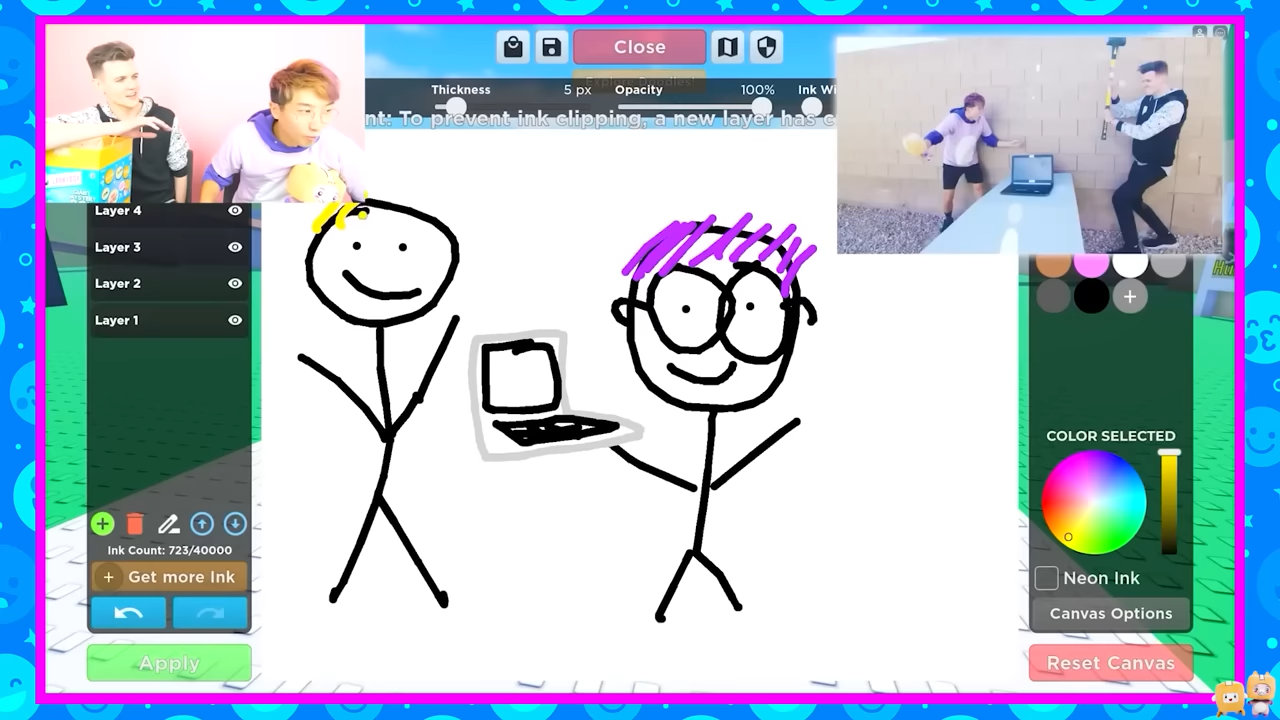 Close
Explore Doodles!
Thickness 5 px Opacity 100% Ink Wi
nt: To prevent ink clipping, a new layer has c
Layer 4
Layer 3
Layer 2
Layer 1
COLOR SELECTED
Ink Count: 723/40000
+ Get more Ink
Neon Ink
Canvas Options
Apply
Reset Canvas